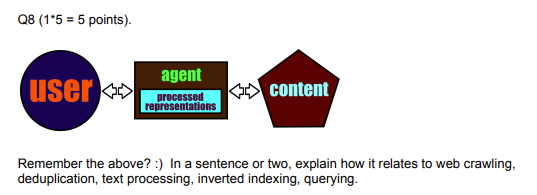 Q8 (1*5 = 5 points).
user
agent
processed
representations
content
Remember the above? :)  In a sentence or two, explain how it relates to web crawling,
deduplication, text processing, inverted indexing, querying.